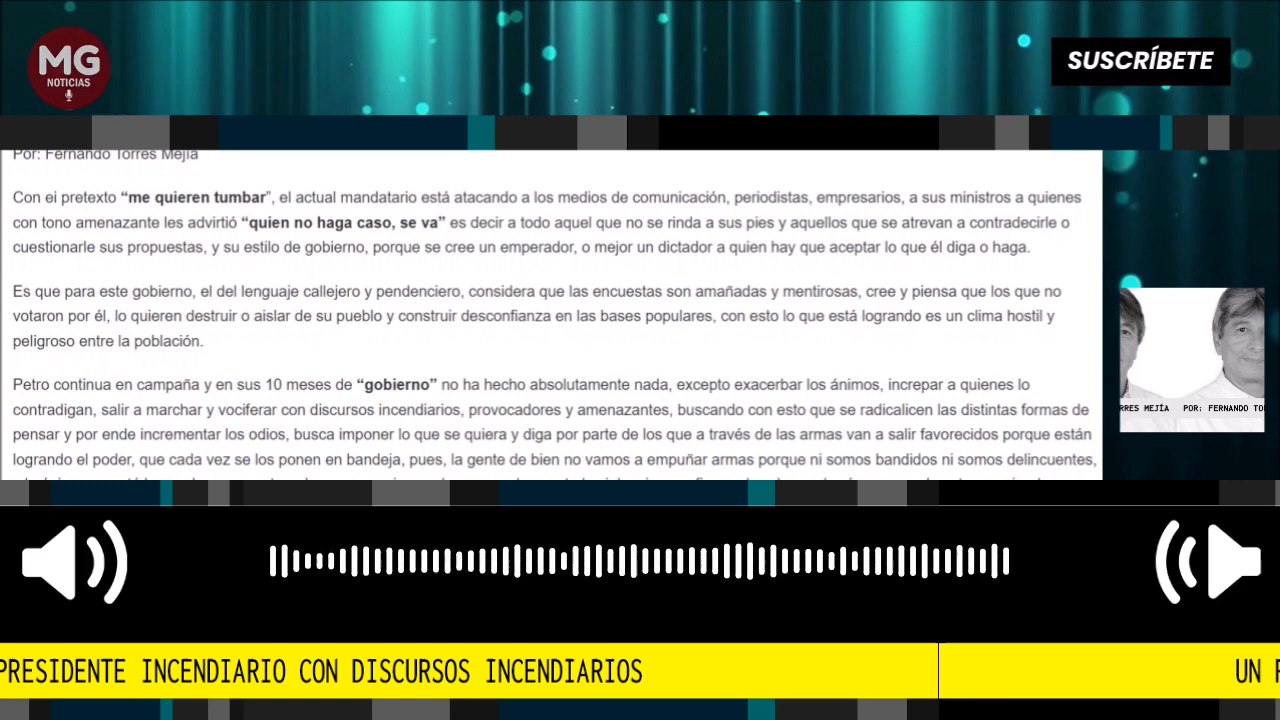 MG
NOTICIAS
SUSCRÍBETE
Por: Fernando Torres Mejía
Con el pretexto “me quieren tumbar”, el actual mandatario está atacando a los medios de comunicación, periodistas, empresarios, a sus ministros a quienes
con tono amenazante les advirtió “quien no haga caso, se va” es decir a todo aquel que no se rinda a sus pies y aquellos que se atrevan a contradecirle o
cuestionarle sus propuestas, y su estilo de gobierno, porque se cree un emperador, o mejor un dictador a quien hay que aceptar lo que él diga o haga.
Es que para este gobierno, el del lenguaje callejero y pendenciero, considera que las encuestas son amañadas y mentirosas, cree y piensa que los que no
votaron por él, lo quieren destruir o aislar de su pueblo y construir desconfianza en las bases populares, con esto lo que está logrando es un clima hostil y
peligroso entre la población.
Petro continua en campaña y en sus 10 meses de “gobierno” no ha hecho absolutamente nada, excepto exacerbar los ánimos, increpar a quienes lo
contradigan, salir a marchar y vociferar con discursos incendiarios, provocadores y amenazantes, buscando con esto que se radicalicen las distintas formas de
pensar y por ende incrementar los odios, busca imponer lo que se quiera y diga por parte de los que a través de las armas van a salir favorecidos porque están
logrando el poder, que cada vez se los ponen en bandeja, pues, la gente de bien no vamos a empuñar armas porque ni somos bandidos ni somos delincuentes,
RRES MEJÍA POR: FERNANDO TO
PRESIDENTE INCENDIARIO CON DISCURSOS INCENDIARIOS
UN